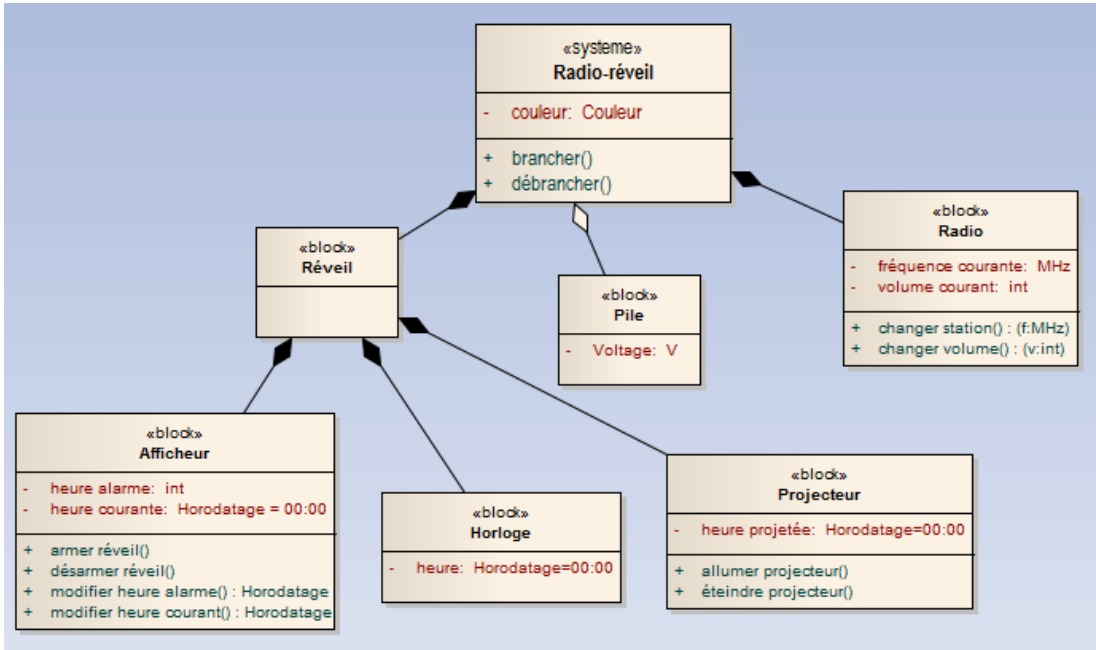 «systeme»
Radio-réveil
- couleur: Couleur
+ brancher()
+ débrancher()
«block»
Réveil
«block»
Pile
- Voltage: V
«block»
Radio
- fréquence courante: MHz
- volume courant: int
+ changer station() : (f:MHz)
+ changer volume() : (v:int)
«block»
Afficheur
- heure alarme: int
- heure courante: Horodatage = 00:00
+ armer réveil()
+ désarmer réveil()
+ modifier heure alarme() : Horodatage
+ modifier heure courant() : Horodatage
«block»
Horloge
- heure: Horodatage=00:00
«block»
Projecteur
- heure projetée: Horodatage=00:00
+ allumer projecteur()
+ éteindre projecteur()